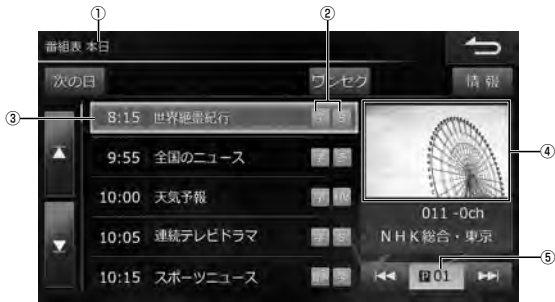 ①
②
番組表 本日
次の日
ワンセグ
情報
③
8:15 世界絶景紀行
字 S
④
9:55 全国のニュース
10:00 天気予報
011 -0ch
10:05 連続テレビドラマ
NHK総合・東京
⑤
10:15 スポーツニュース
P 01